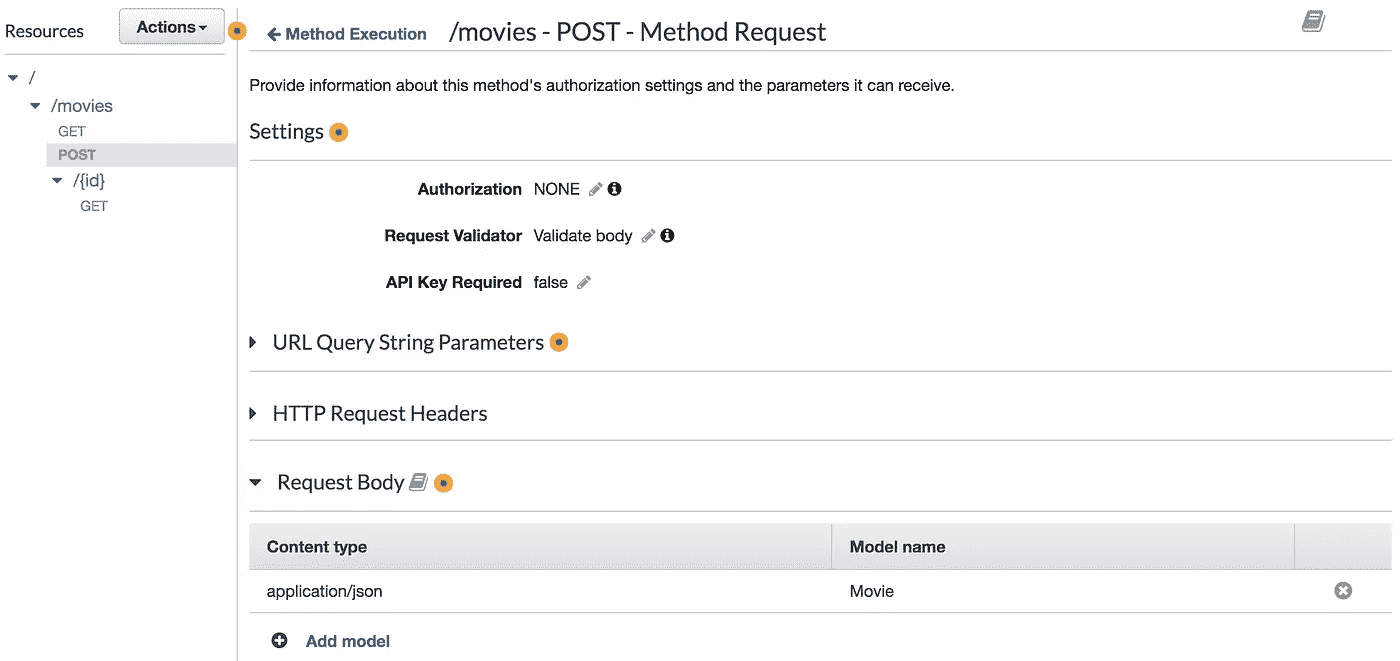 Resources
Actions
Method Execution
/movies - POST - Method Request
/
/movies
GET
POST
/{id}
GET
Provide information about this method's authorization settings and the parameters it can receive.
Settings
Authorization NONE
Request Validator Validate body
API Key Required false
URL Query String Parameters
HTTP Request Headers
Request Body
Content type Model name
application/json Movie
Add model